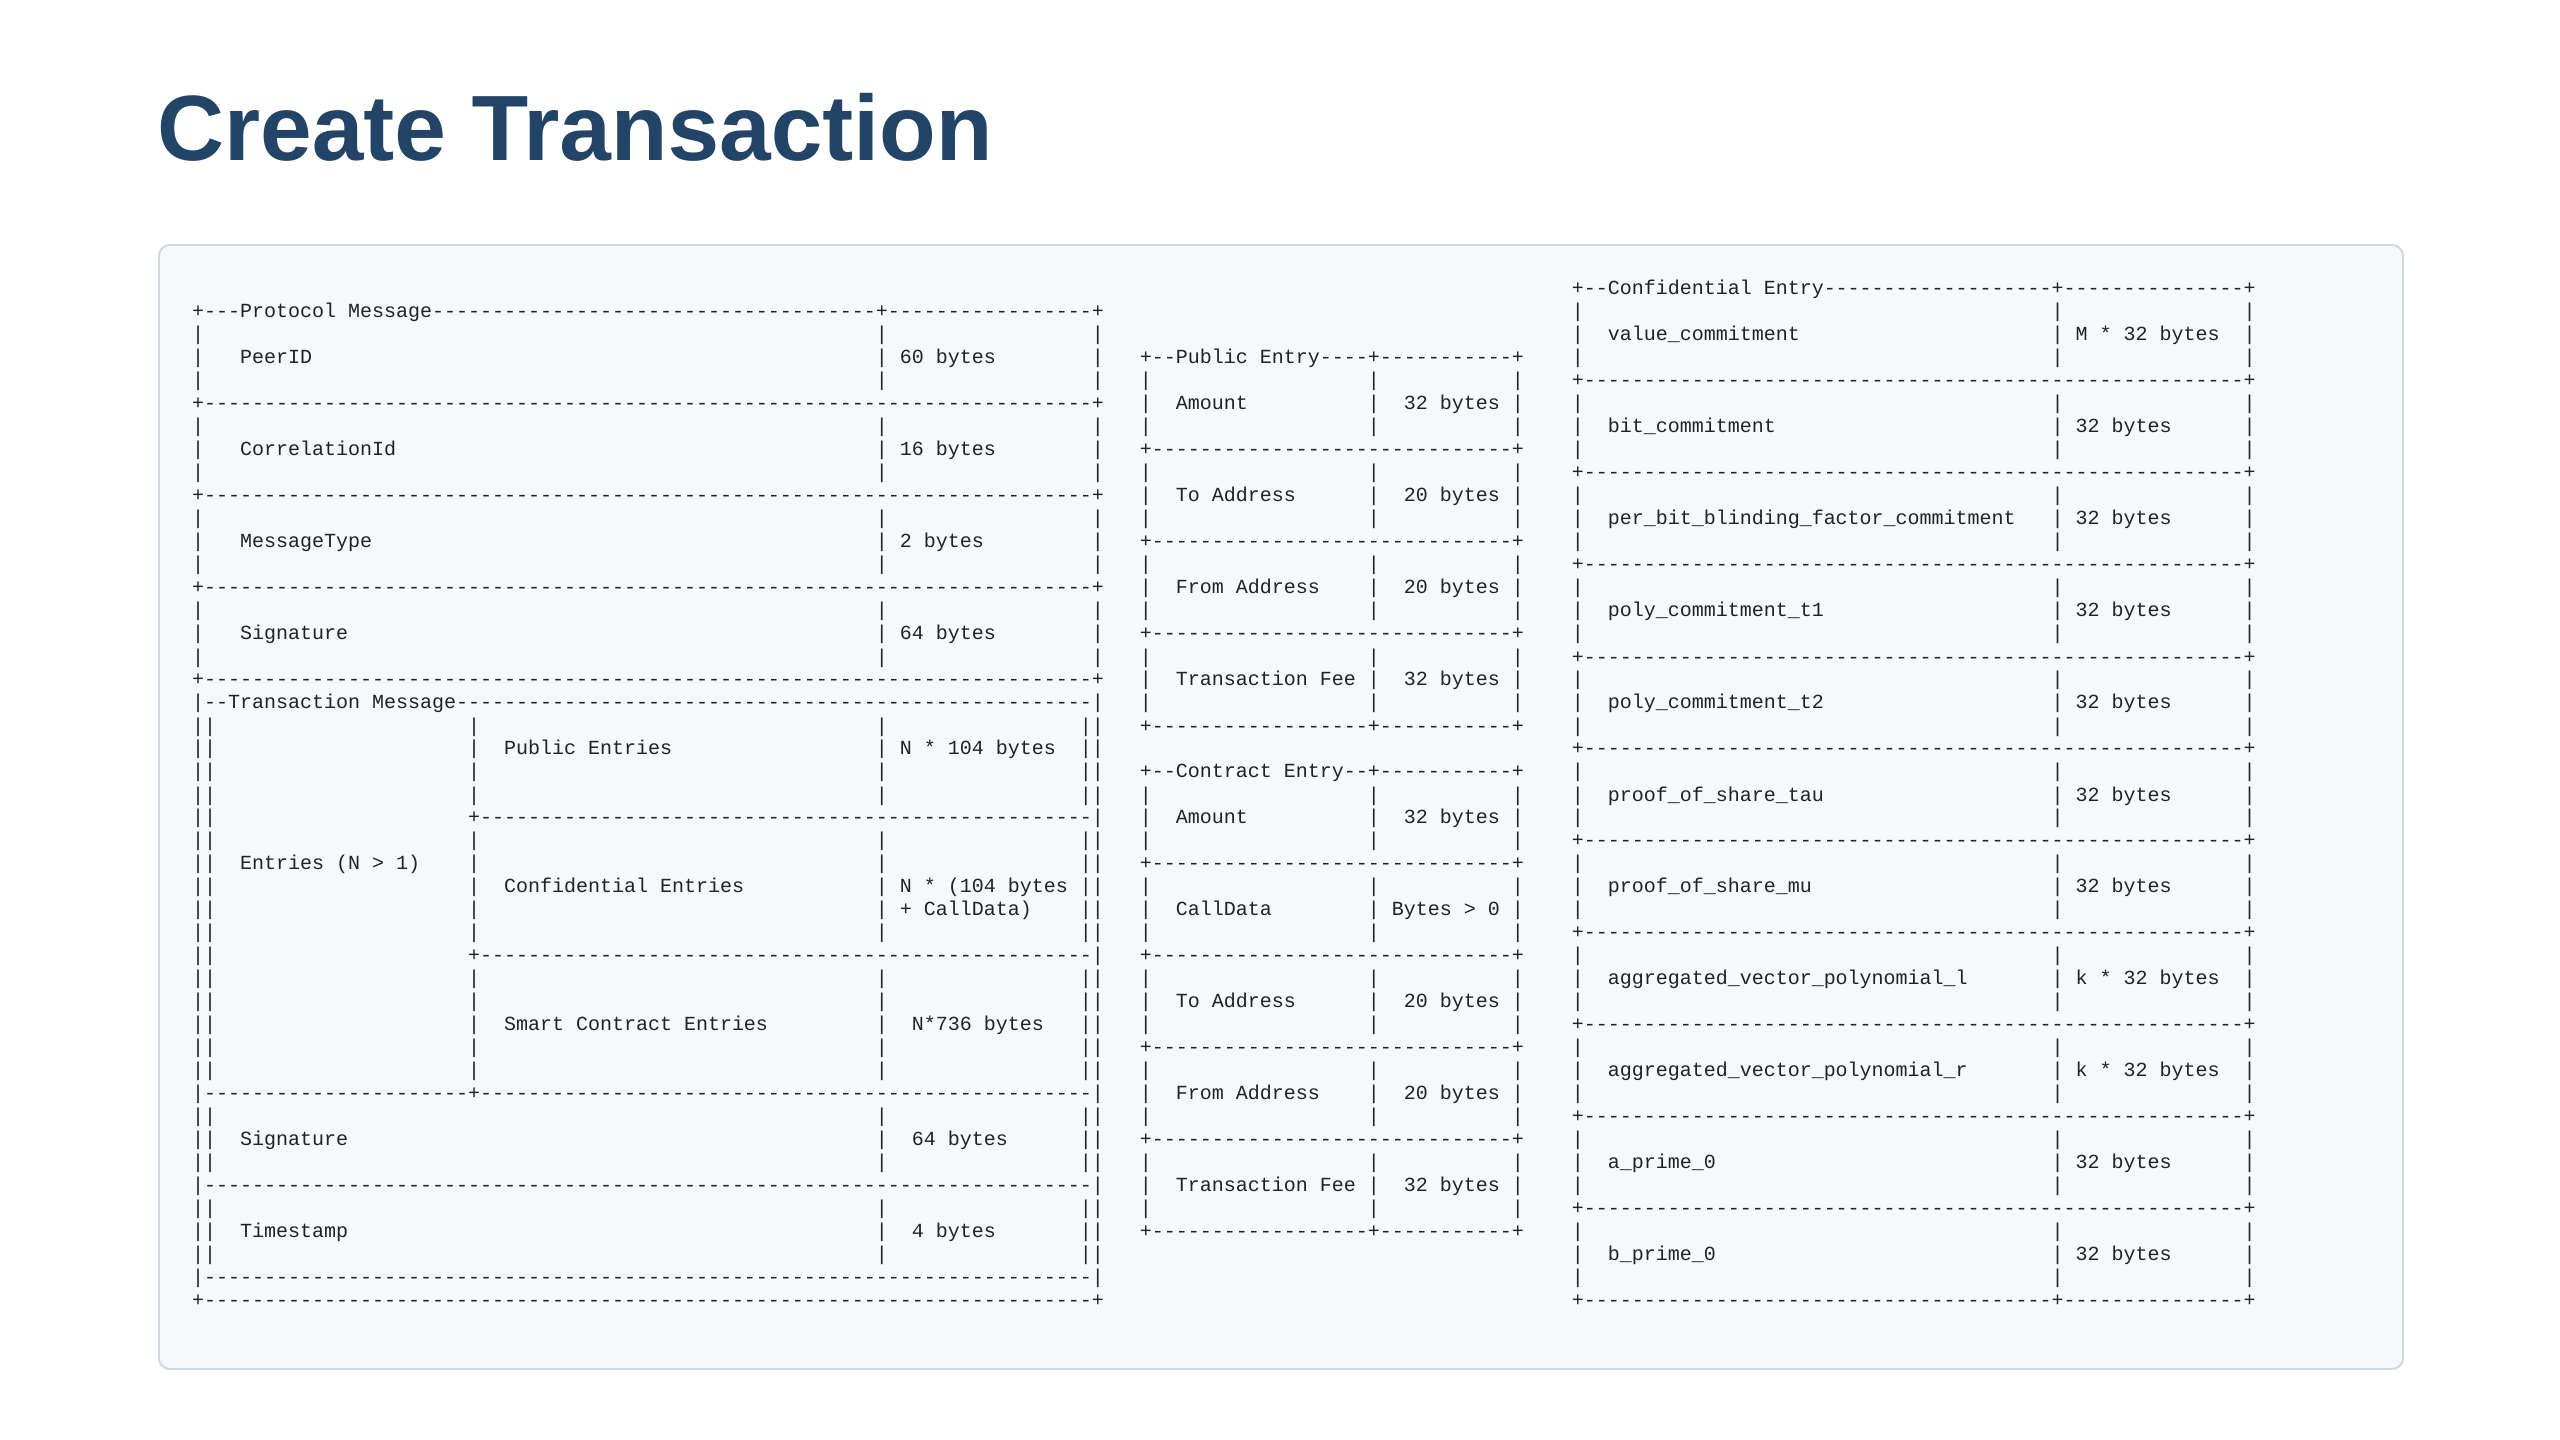 Create Transaction
Protocol Message
PeerID 60 bytes
CorrelationId 16 bytes
MessageType 2 bytes
Signature 64 bytes
Transaction Message
Entries (N > 1)
Public Entries N * 104 bytes
Confidential Entries N * (104 bytes
+ CallData)
Smart Contract Entries N*736 bytes
Signature 64 bytes
Timestamp 4 bytes
Public Entry
Amount 32 bytes
To Address 20 bytes
From Address 20 bytes
Transaction Fee 32 bytes
Contract Entry
Amount 32 bytes
CallData Bytes > 0
To Address 20 bytes
From Address 20 bytes
Transaction Fee 32 bytes
Confidential Entry
value_commitment M * 32 bytes
bit_commitment 32 bytes
per_bit_blinding_factor_commitment 32 bytes
poly_commitment_t1 32 bytes
poly_commitment_t2 32 bytes
proof_of_share_tau 32 bytes
proof_of_share_mu 32 bytes
aggregated_vector_polynomial_l k * 32 bytes
aggregated_vector_polynomial_r k * 32 bytes
a_prime_0 32 bytes
b_prime_0 32 bytes